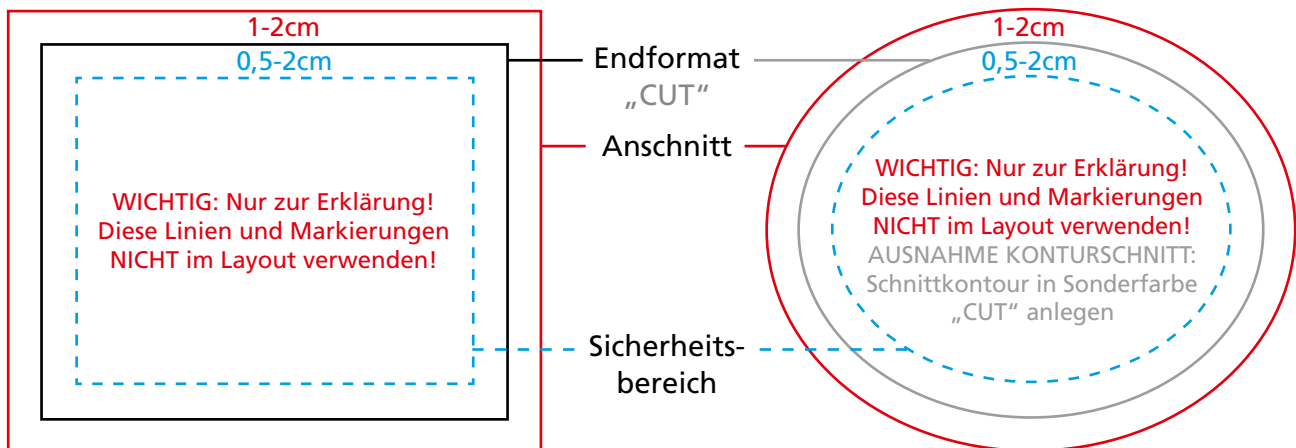 1-2cm
0,5-2cm
WICHTIG: Nur zur Erklärung!
Diese Linien und Markierungen
NICHT im Layout verwenden!
Endformat
„CUT“
Anschnitt
Sicherheits-
bereich
1-2cm
0,5-2cm
WICHTIG: Nur zur Erklärung!
Diese Linien und Markierungen
NICHT im Layout verwenden!
AUSNAHME KONTURSCHNITT:
Schnittkontour in Sonderfarbe
„CUT“ anlegen